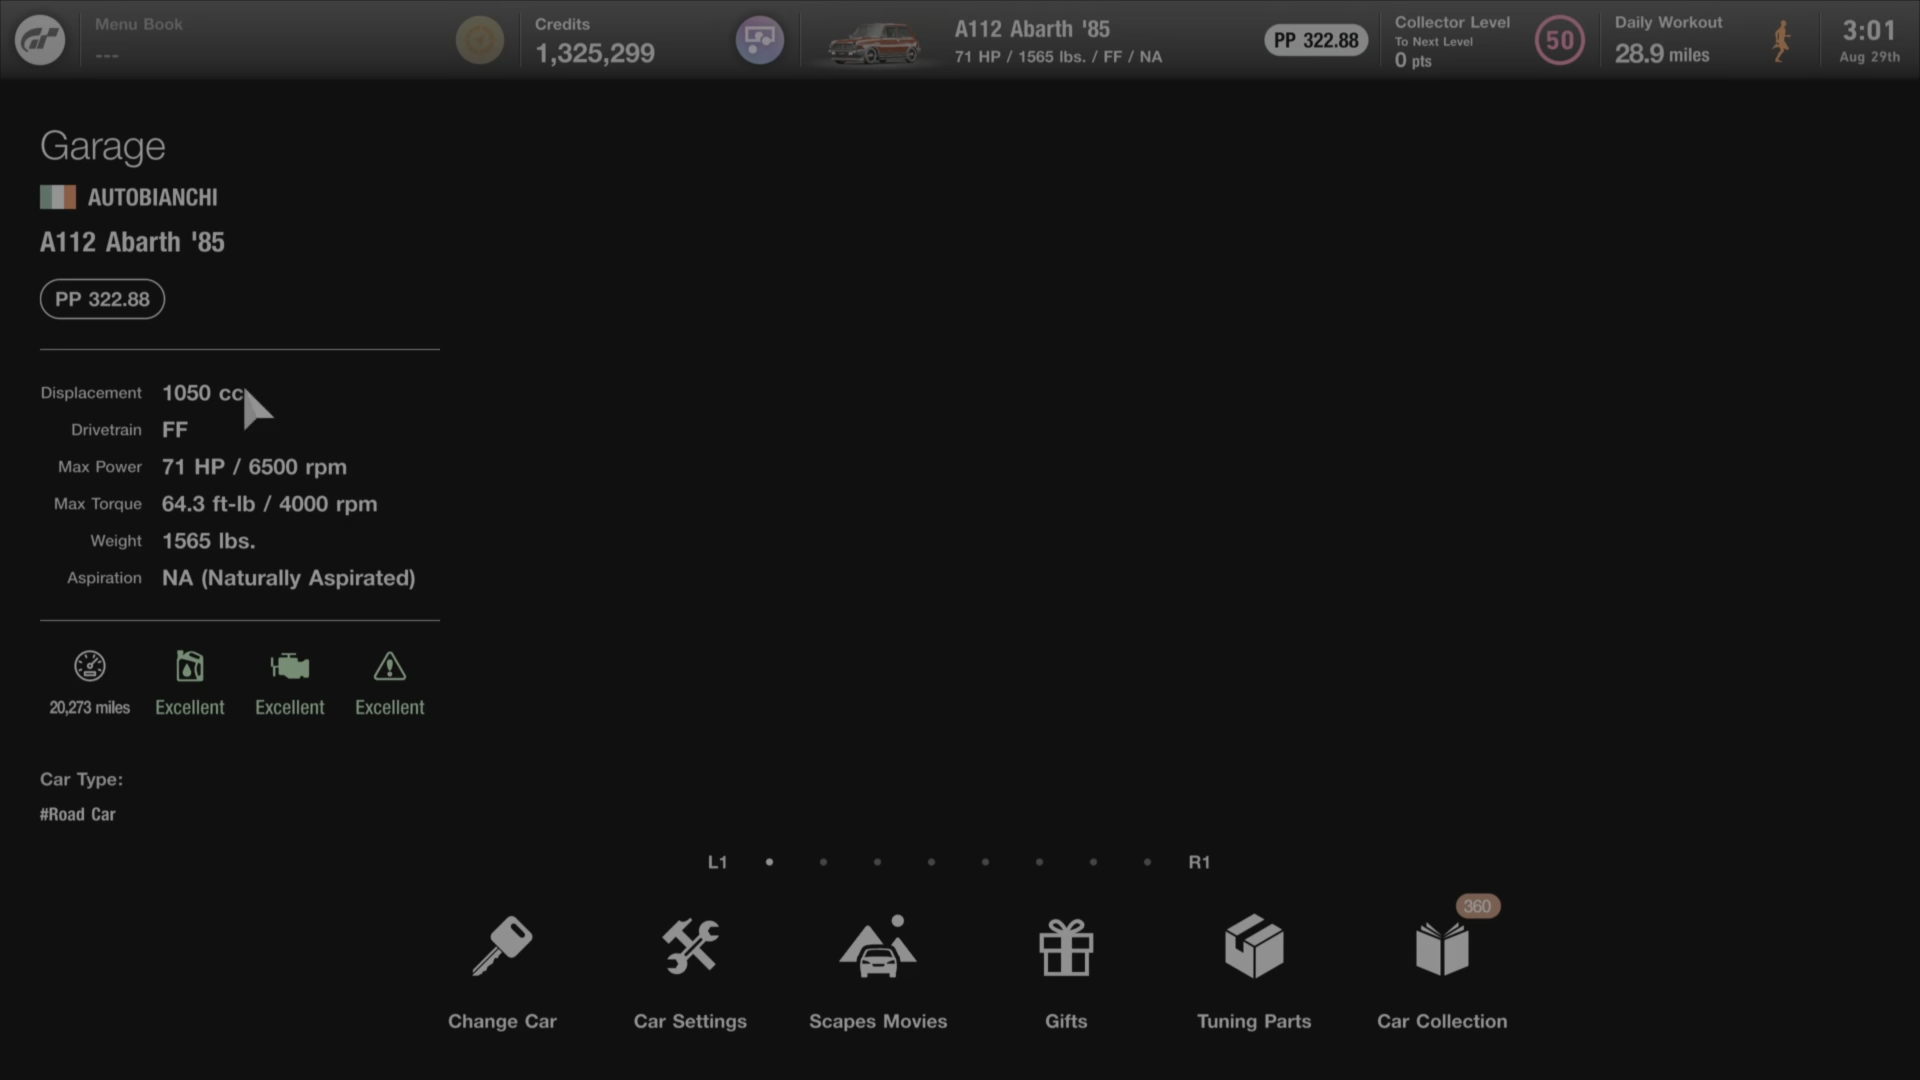 Menu Book
---
Credits
1,325,299
A112 Abarth '85
71 HP / 1565 lbs. / FF / NA
PP 322.88
Collector Level
To Next Level
0 pts
50
Daily Workout
28.9 miles
3:01
Aug 29th
Garage
AUTOBIANCHI
A112 Abarth '85
PP 322.88
Displacement 1050 cc
Drivetrain FF
Max Power 71 HP / 6500 rpm
Max Torque 64.3 ft-lb / 4000 rpm
Weight 1565 lbs.
Aspiration NA (Naturally Aspirated)
20,273 miles Excellent Excellent Excellent
Car Type:
#Road Car
L1 R1
360
Change Car Car Settings Scapes Movies Gifts Tuning Parts Car Collection